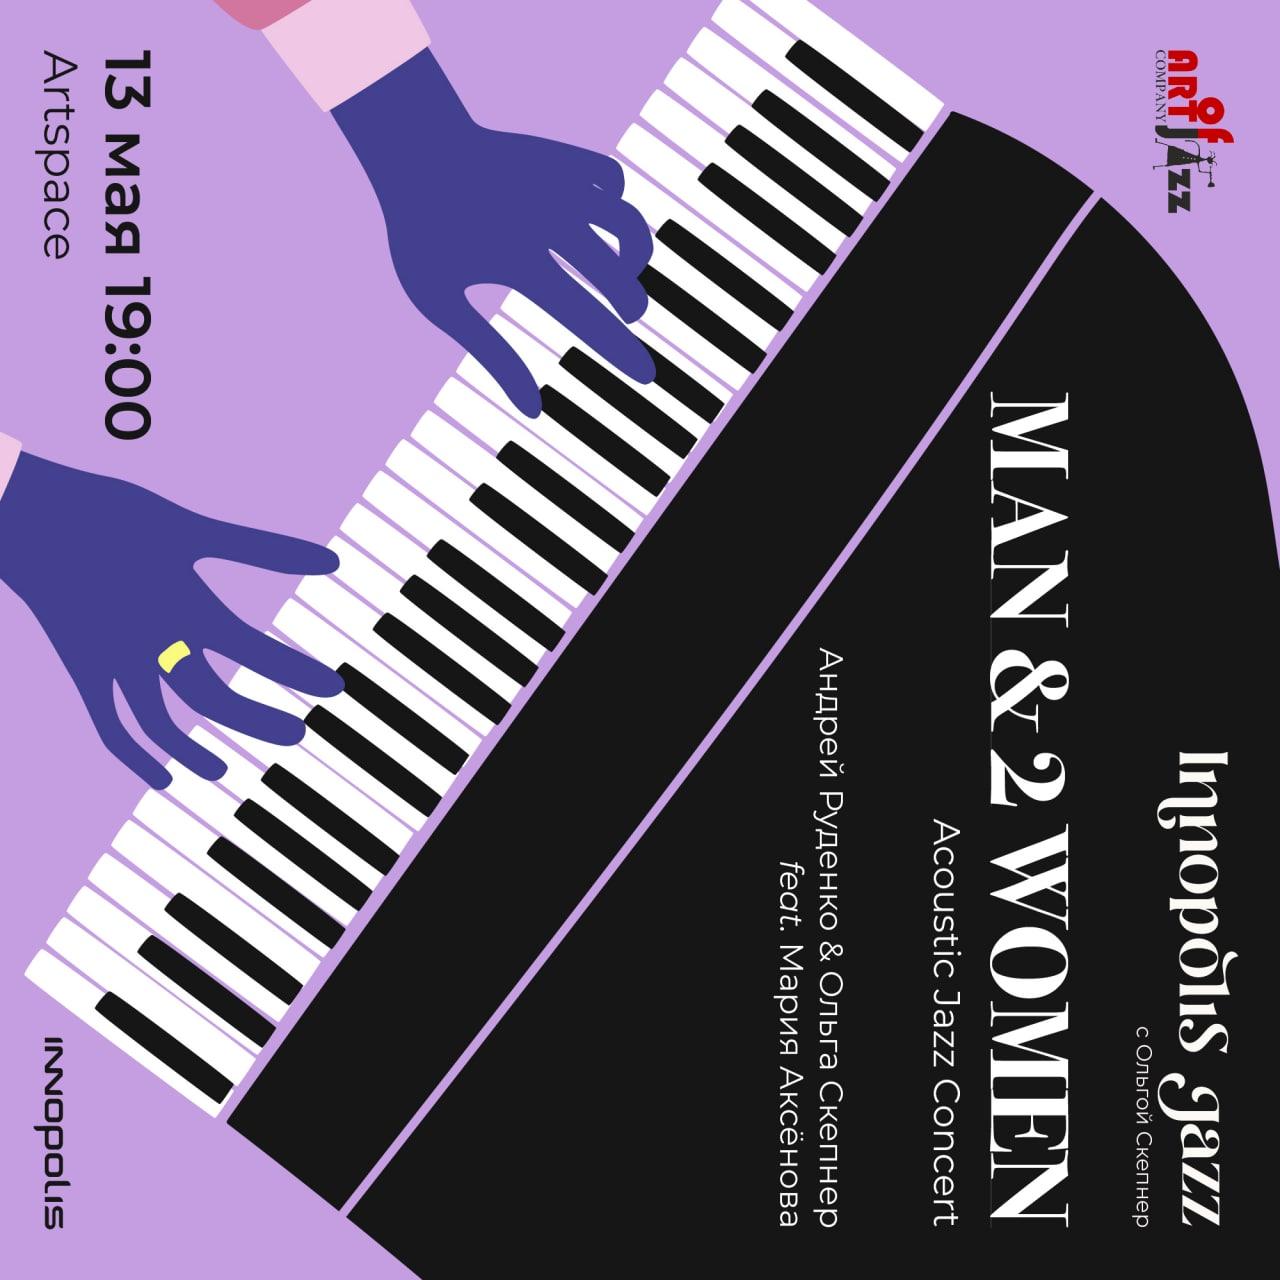 ART of
JAzz
COMPANY
Innopolis Jazz
с Ольгой Скепнер
MAN & 2 WOMEN
Acoustic Jazz Concert
Андрей Руденко & Ольга Скепнер
feat. Мария Аксёнова
13 мая 19:00
Artspace
INNOPOLIS